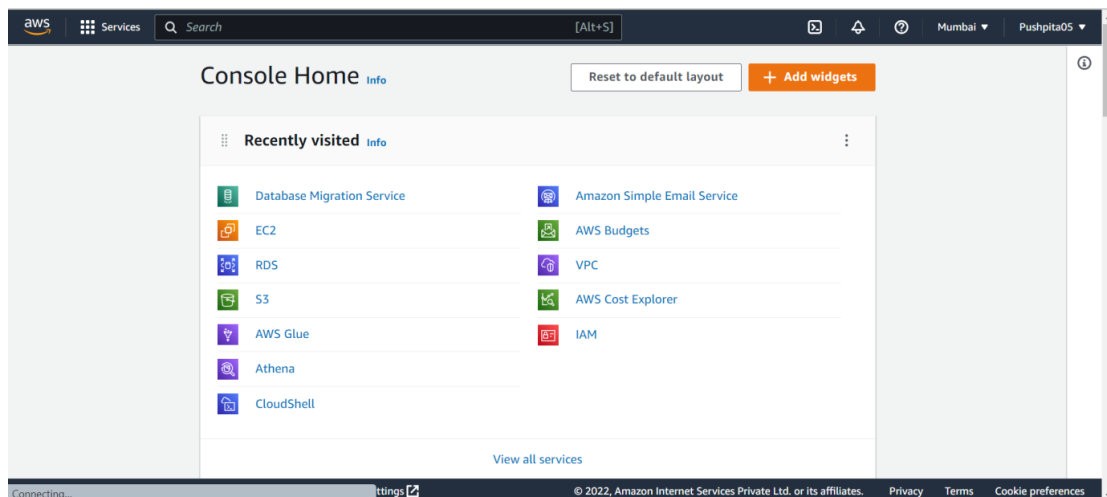 aws Services Search [Alt+S] Mumbai ▼ Pushpita05 ▼
Console Home Info Reset to default layout + Add widgets
Recently visited Info
Database Migration Service
EC2
RDS
S3
AWS Glue
Athena
CloudShell
Amazon Simple Email Service
AWS Budgets
VPC
AWS Cost Explorer
IAM
View all services
Connecting... ttings © 2022, Amazon Internet Services Private Ltd. or its affiliates. Privacy Terms Cookie preferences